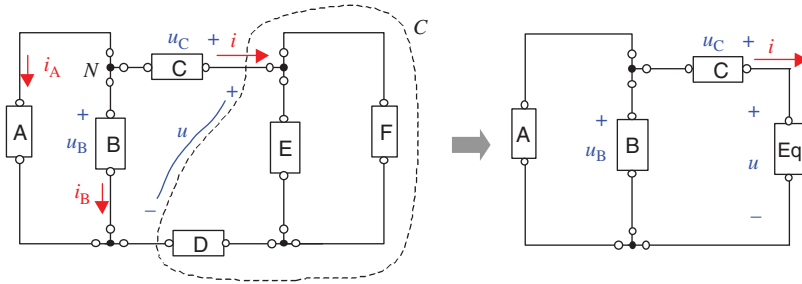 u_C + i C
i_A N C
A + u_B B + u E F
i_B −
D
u_C + i
C
A + u_B B + u Eq
−